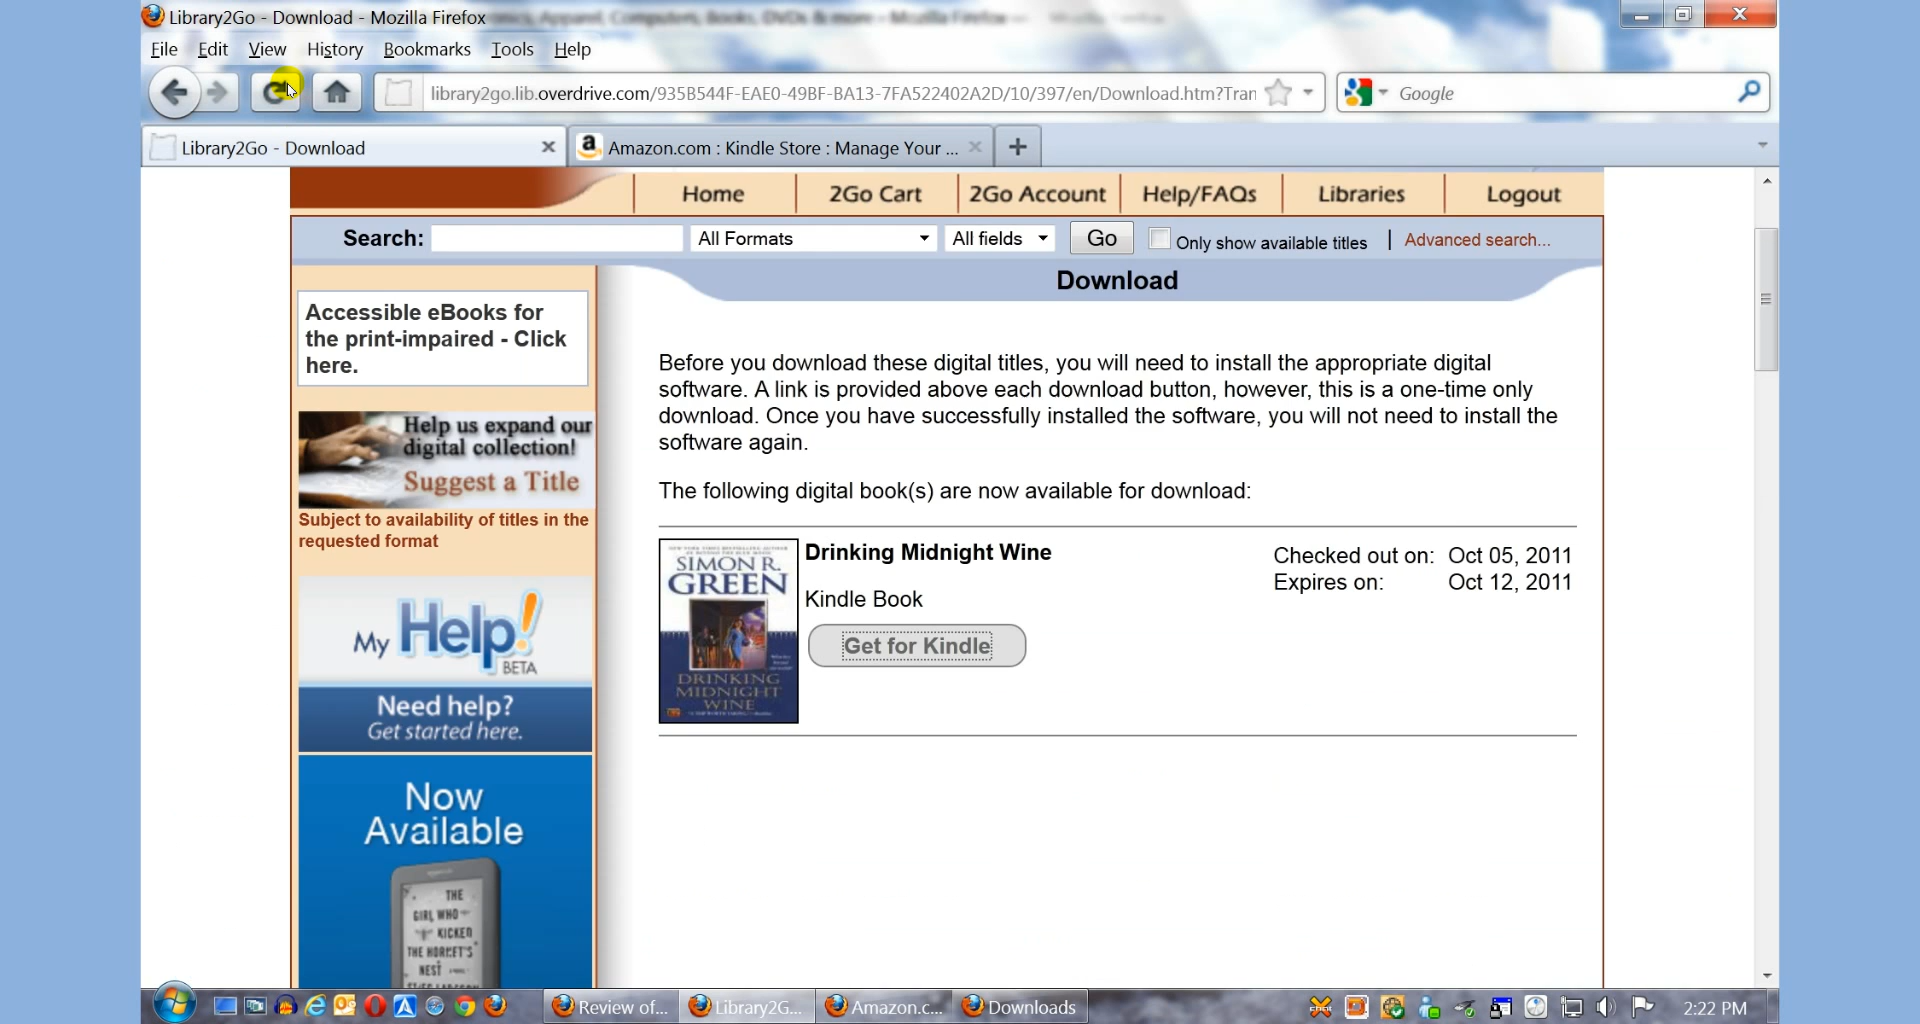 Library2Go - Download - Mozilla Firefox
File Edit View History Bookmarks Tools Help
library2go.lib.overdrive.com/935B544F-EAE0-49BF-BA13-7FA522402A2D/10/397/en/Download.htm?Tran
Google
Library2Go - Download
Amazon.com : Kindle Store : Manage Your ...
Home 2Go Cart 2Go Account Help/FAQs Libraries Logout
Search: All Formats All fields Go Only show available titles | Advanced search...
Download
Accessible eBooks for
the print-impaired - Click
here.
Help us expand our
digital collection!
Suggest a Title
Subject to availability of titles in the
requested format
My Help!
BETA
Need help?
Get started here.
Now
Available
THE
GIRL WHO
KICKED
THE HORNET'S
NEST
Before you download these digital titles, you will need to install the appropriate digital
software. A link is provided above each download button, however, this is a one-time only
download. Once you have successfully installed the software, you will not need to install the
software again.
The following digital book(s) are now available for download:
SIMON R.
GREEN
DRINKING
MIDNIGHT
WINE
Drinking Midnight Wine
Kindle Book
Get for Kindle
Checked out on: Oct 05, 2011
Expires on: Oct 12, 2011
Review of...
Library2G...
Amazon.c...
Downloads
2:22 PM